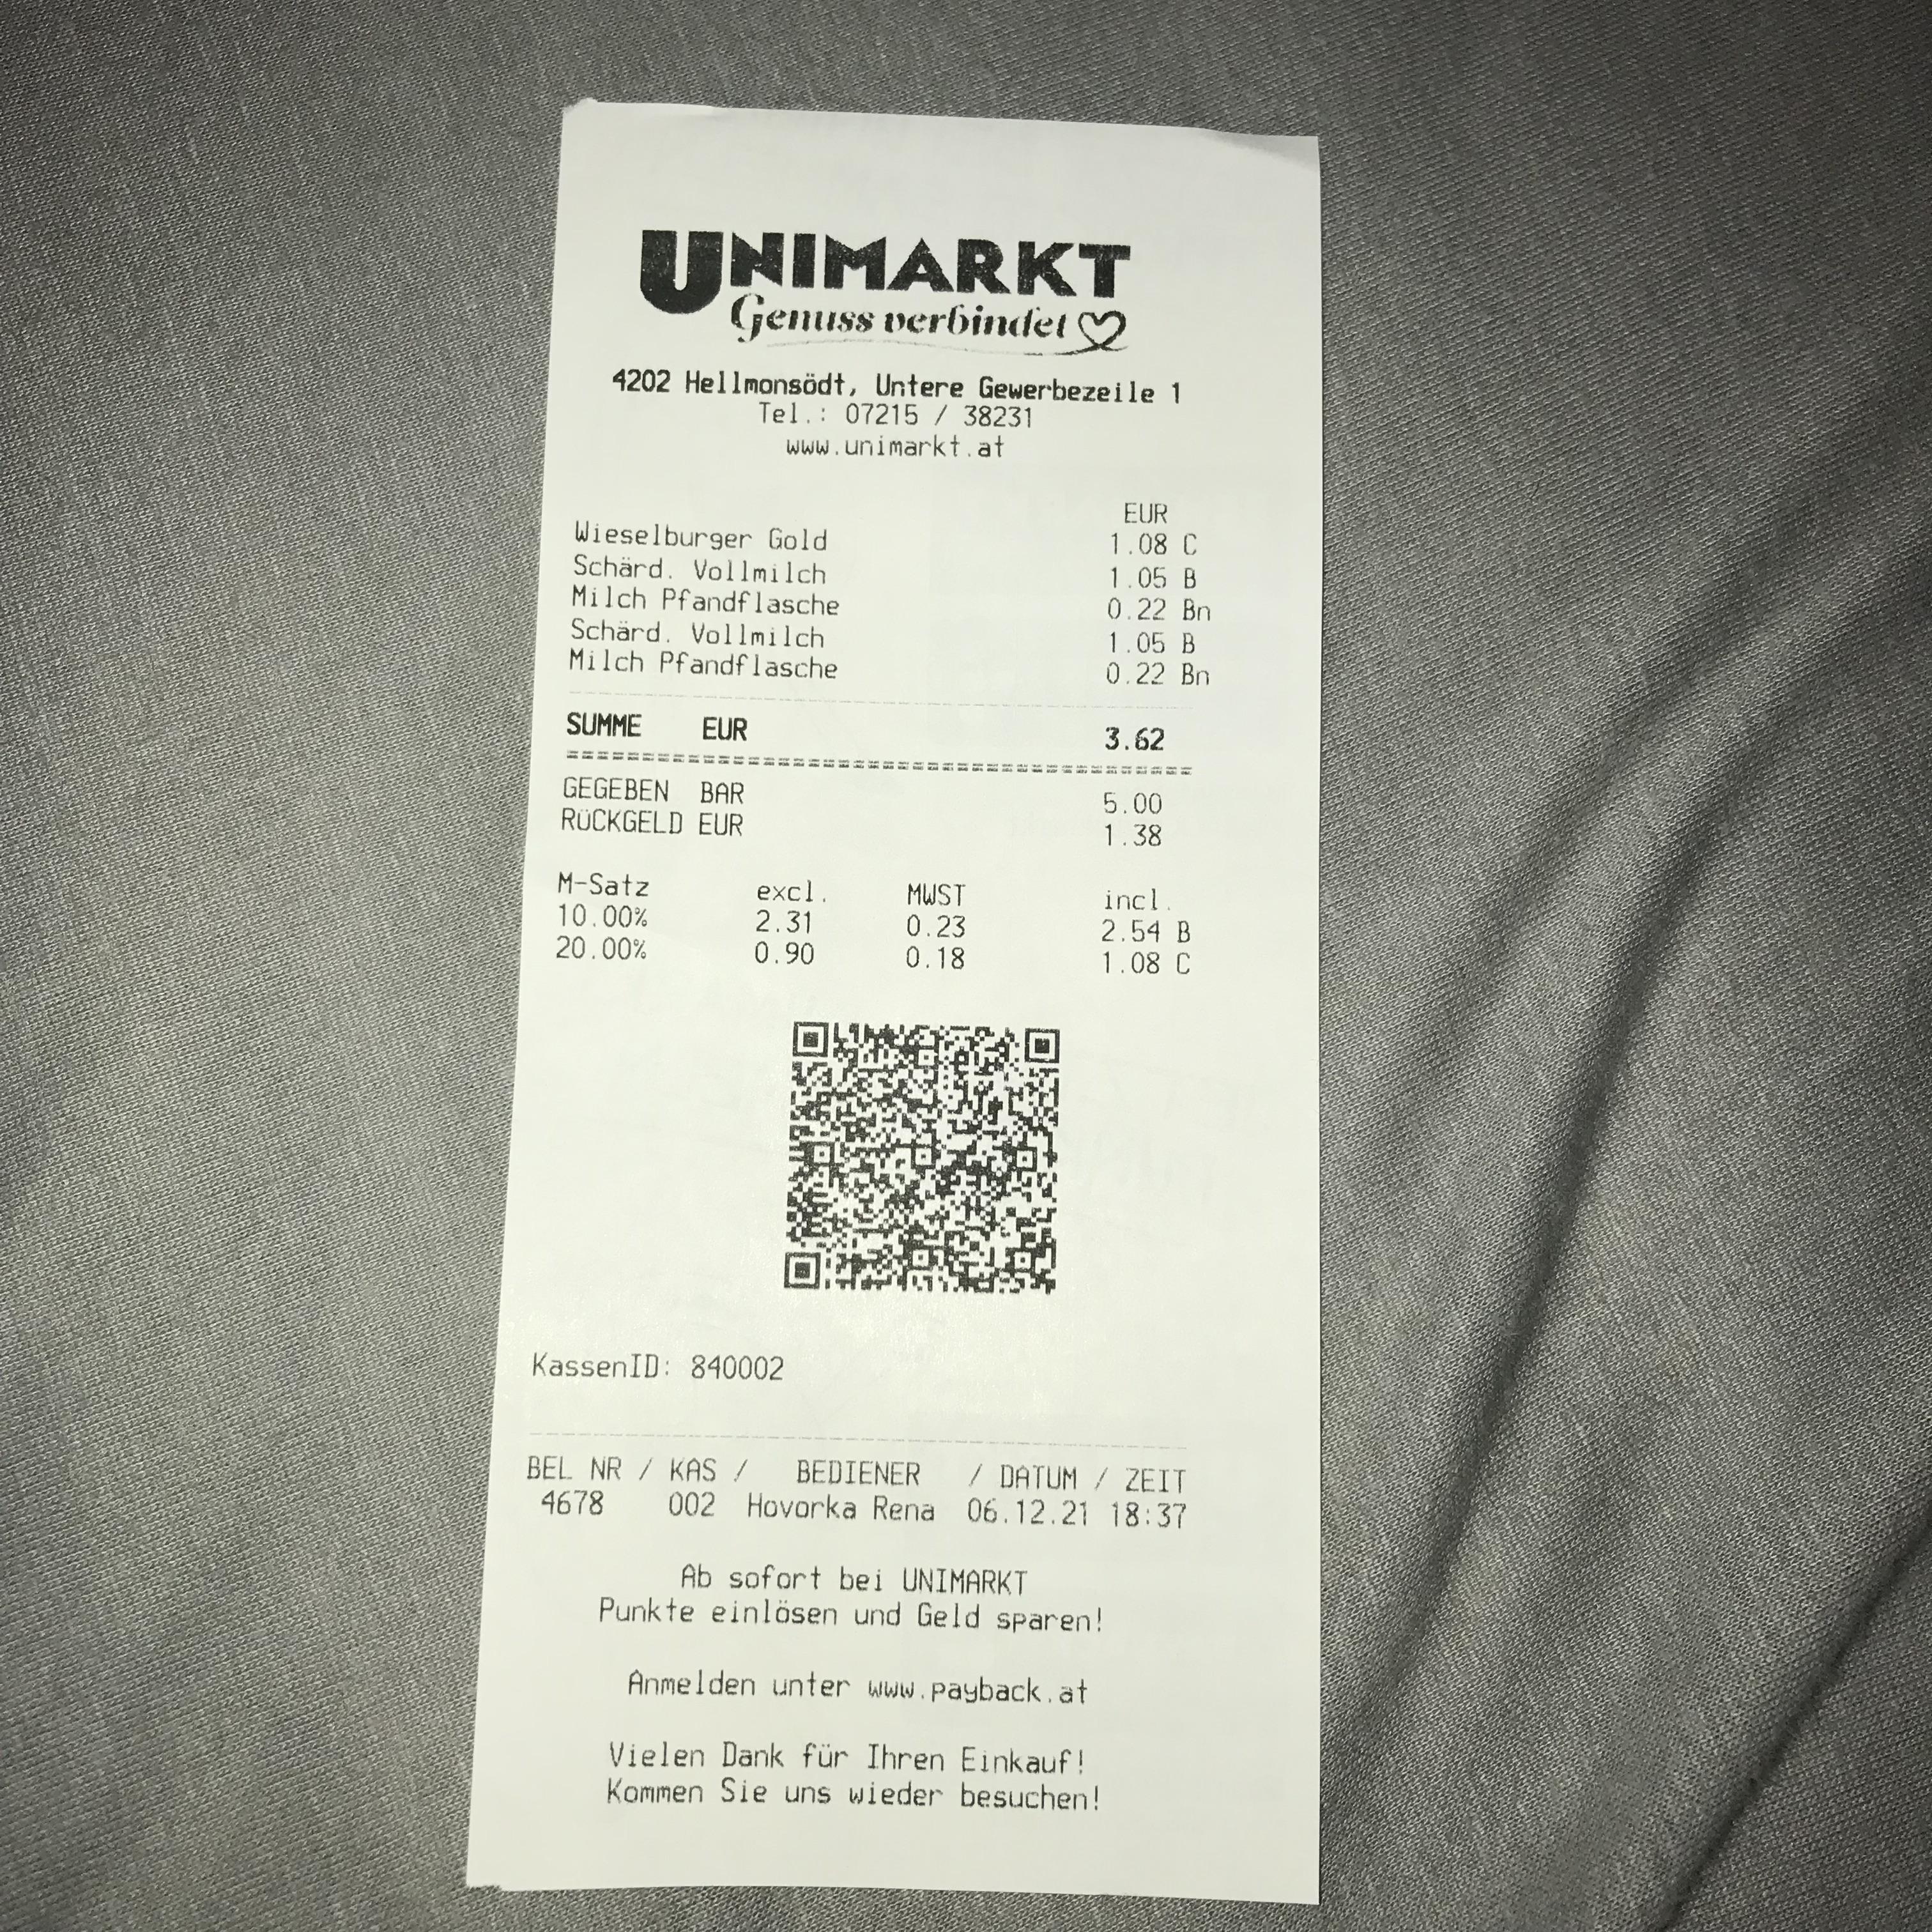 UNIMARKT
Genuss verbindet
4202 Hellmonsödt, Untere Gewerbezeile 1
Tel.: 07215 / 38231
www.unimarkt.at
EUR
Wieselburger Gold 1.08 C
Schärd. Vollmilch 1.05 B
Milch Pfandflasche 0.22 Bn
Schärd. Vollmilch 1.05 B
Milch Pfandflasche 0.22 Bn
SUMME EUR 3.62
GEGEBEN BAR 5.00
RÜCKGELD EUR 1.38
M-Satz excl. MWST incl.
10.00% 2.31 0.23 2.54 B
20.00% 0.90 0.18 1.08 C
KassenID: 840002
BEL NR / KAS / BEDIENER / DATUM / ZEIT
4678 002 Hovorka Rena 06.12.21 18:37
Ab sofort bei UNIMARKT
Punkte einlösen und Geld sparen!
Anmelden unter www.payback.at
Vielen Dank für Ihren Einkauf!
Kommen Sie uns wieder besuchen!